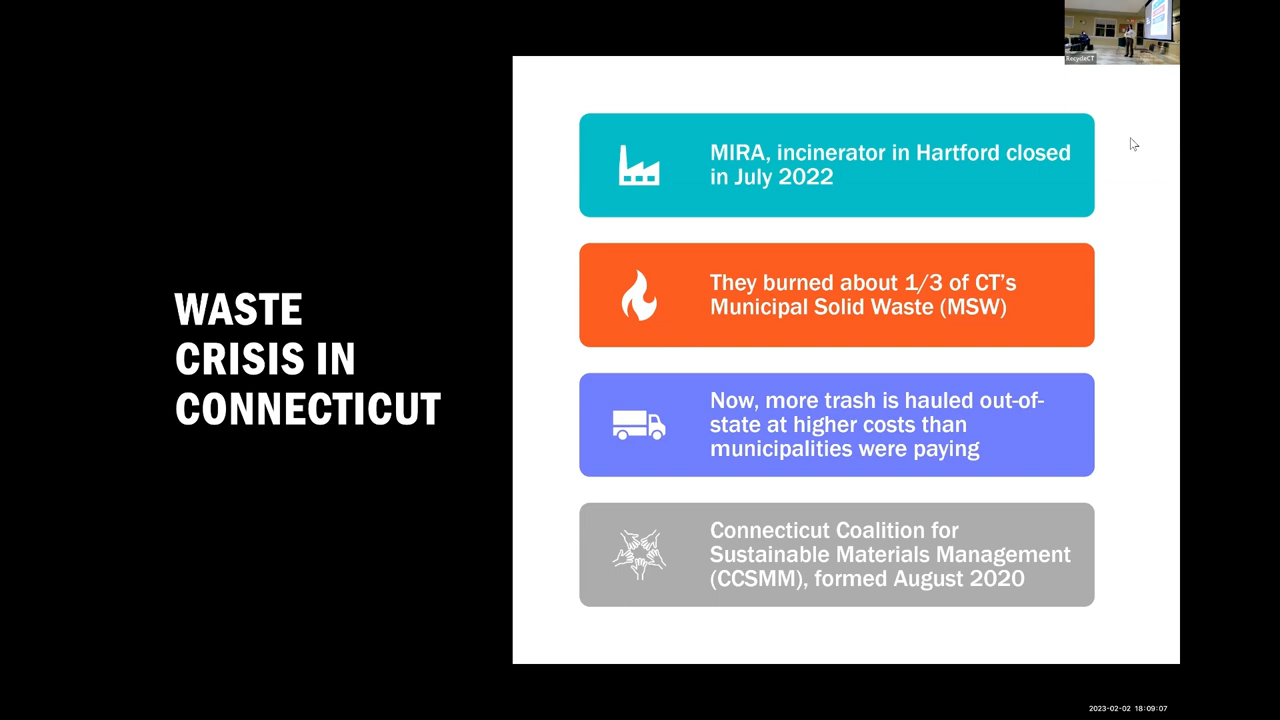 WASTE
CRISIS IN
CONNECTICUT
MIRA, incinerator in Hartford closed
in July 2022
They burned about 1/3 of CT's
Municipal Solid Waste (MSW)
Now, more trash is hauled out-of-
state at higher costs than
municipalities were paying
Connecticut Coalition for
Sustainable Materials Management
(CCSMM), formed August 2020
RecycleCT
2023-02-02 18:09:07